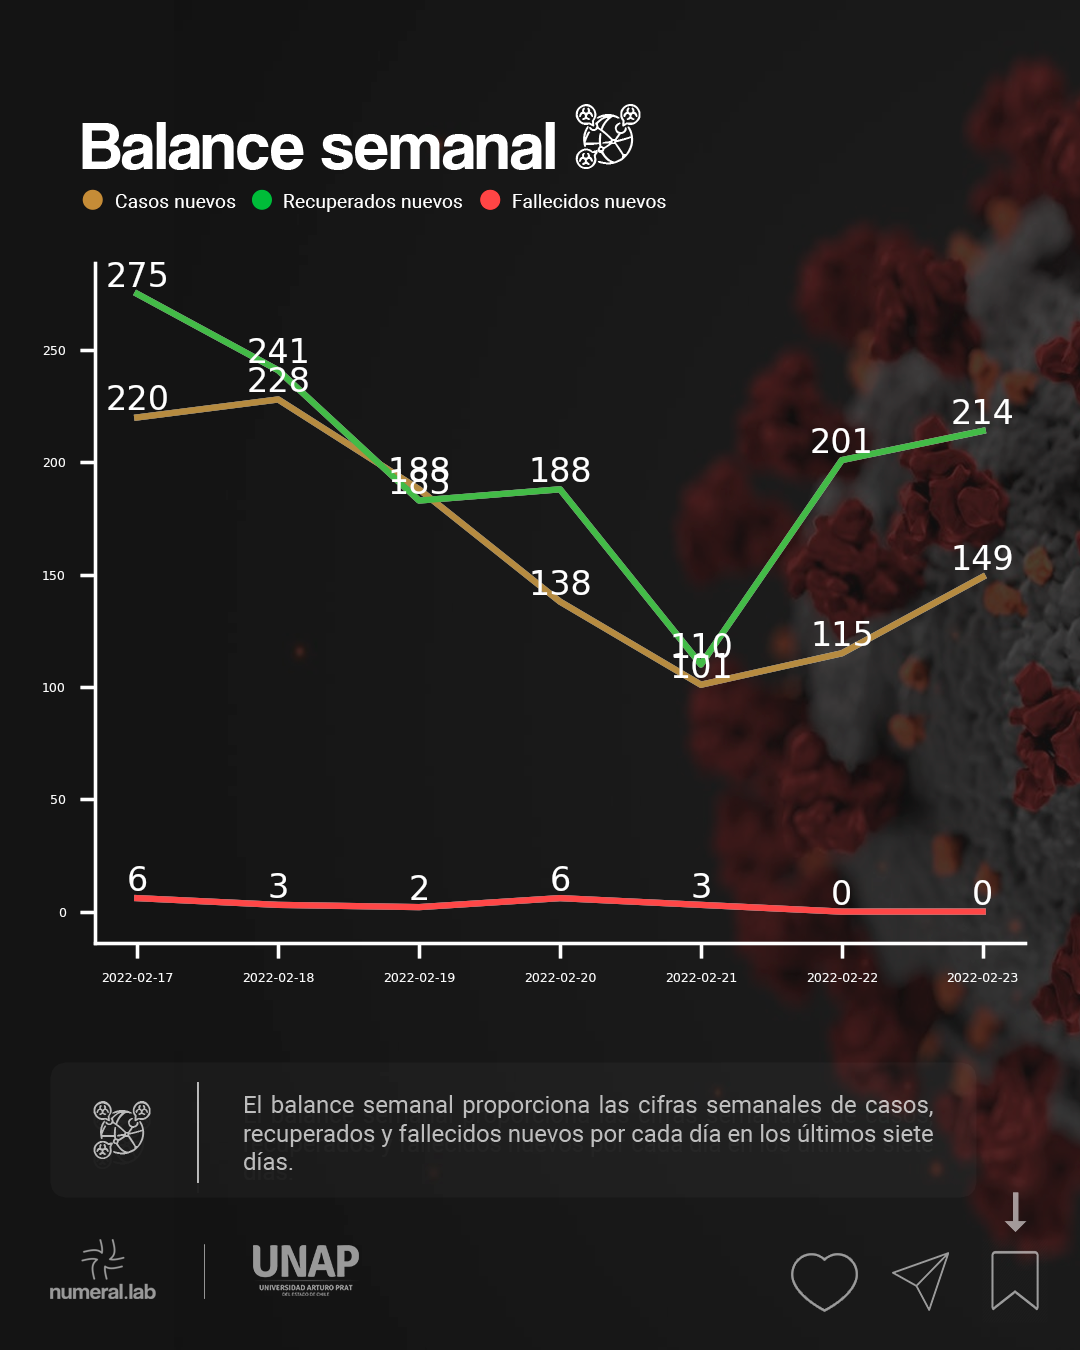 Balance semanal
Casos nuevos Recuperados nuevos Fallecidos nuevos
275
241
228
220
250
214
201
200
188
183
188
150
149
138
115
110
101
100
50
6
3
2
6
3
0
0
0
2022-02-17 2022-02-18 2022-02-19 2022-02-20 2022-02-21 2022-02-22 2022-02-23
El balance semanal proporciona las cifras semanales de casos,
recuperados y fallecidos nuevos por cada día en los últimos siete
días.
numeral.lab
UNAP
UNIVERSIDAD ARTURO PRAT
DEL ESTADO DE CHILE